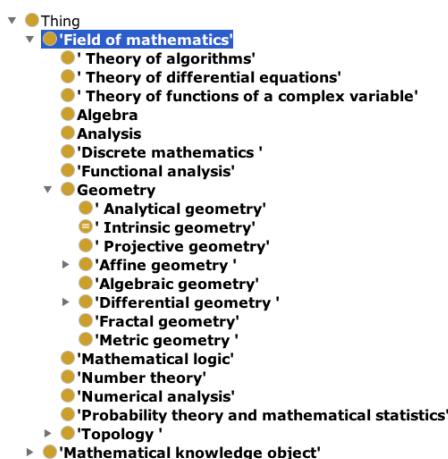 Thing
'Field of mathematics'
' Theory of algorithms'
' Theory of differential equations'
' Theory of functions of a complex variable'
Algebra
Analysis
'Discrete mathematics '
'Functional analysis'
Geometry
' Analytical geometry'
' Intrinsic geometry'
' Projective geometry'
'Affine geometry '
'Algebraic geometry'
'Differential geometry '
'Fractal geometry'
'Metric geometry '
'Mathematical logic'
'Number theory'
'Numerical analysis'
'Probability theory and mathematical statistics'
'Topology '
'Mathematical knowledge object'